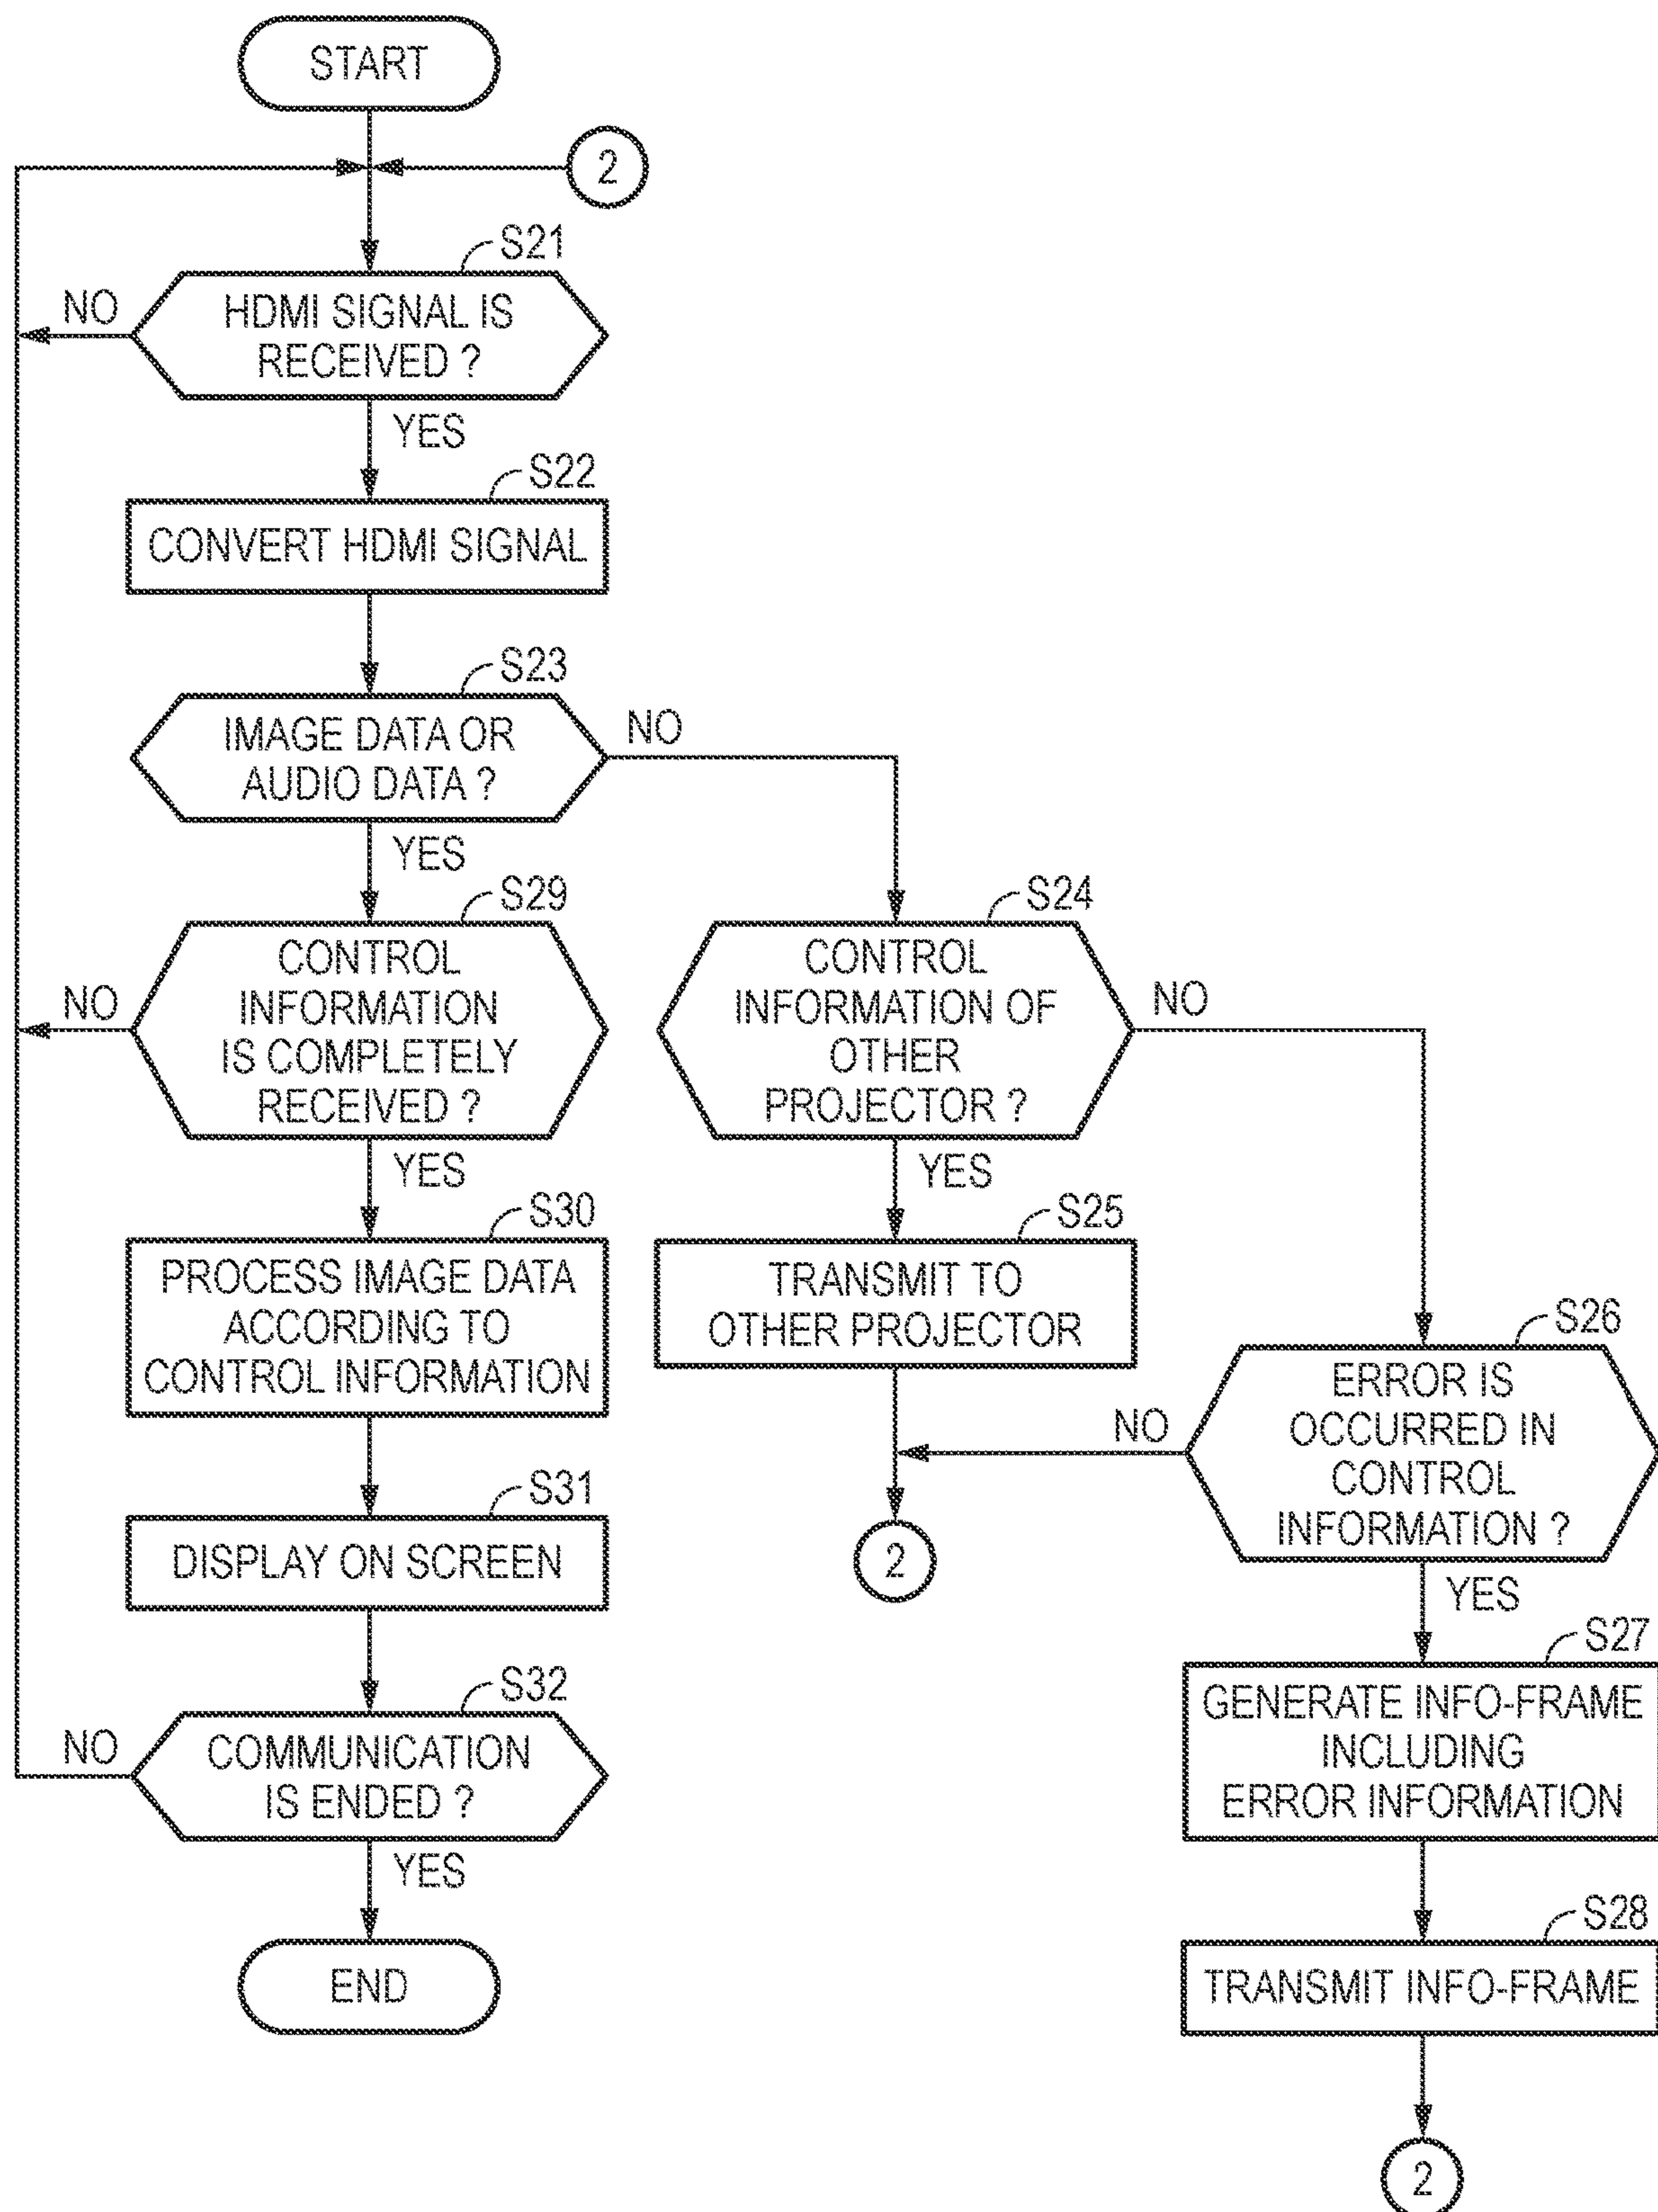 START
2
S21
NO
HDMI SIGNAL IS
RECEIVED ?
YES
S22
CONVERT HDMI SIGNAL
S23
IMAGE DATA OR
AUDIO DATA ?
NO
YES
S29
CONTROL
INFORMATION
IS COMPLETELY
RECEIVED ?
NO
YES
S24
CONTROL
INFORMATION OF
OTHER
PROJECTOR ?
NO
YES
S30
PROCESS IMAGE DATA
ACCORDING TO
CONTROL INFORMATION
S25
TRANSMIT TO
OTHER PROJECTOR
S26
ERROR IS
OCCURRED IN
CONTROL
INFORMATION ?
NO
2
YES
S31
DISPLAY ON SCREEN
S27
GENERATE INFO-FRAME
INCLUDING
ERROR INFORMATION
S32
NO
COMMUNICATION
IS ENDED ?
YES
S28
TRANSMIT INFO-FRAME
END
2